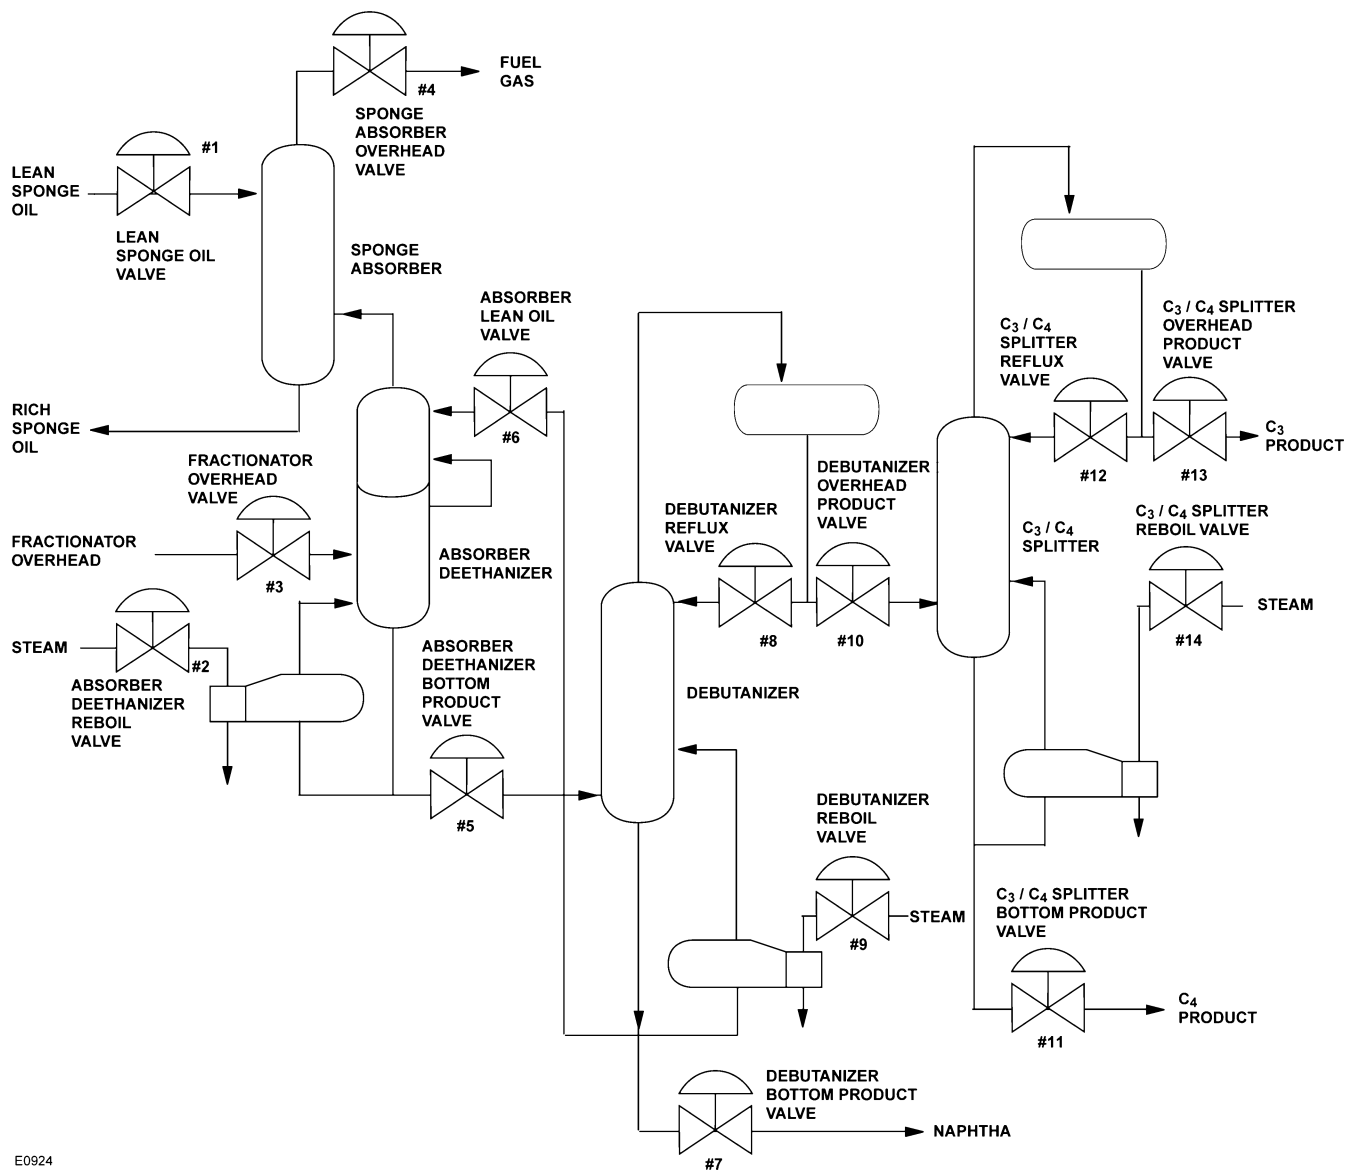 FUEL
GAS
#4
SPONGE
ABSORBER
OVERHEAD
VALVE
#1
LEAN
SPONGE
OIL
LEAN
SPONGE OIL
VALVE
SPONGE
ABSORBER
ABSORBER
LEAN OIL
VALVE
#6
RICH
SPONGE
OIL
FRACTIONATOR
OVERHEAD
VALVE
FRACTIONATOR
OVERHEAD
#3
ABSORBER
DEETHANIZER
STEAM
#2
ABSORBER
DEETHANIZER
REBOIL
VALVE
ABSORBER
DEETHANIZER
BOTTOM
PRODUCT
VALVE
#5
DEBUTANIZER
REFLUX
VALVE
#8
DEBUTANIZER
OVERHEAD
PRODUCT
VALVE
#10
DEBUTANIZER
DEBUTANIZER
REBOIL
VALVE
STEAM
#9
DEBUTANIZER
BOTTOM PRODUCT
VALVE
NAPHTHA
#7
C3 / C4
SPLITTER
REFLUX
VALVE
#12
C3 / C4 SPLITTER
OVERHEAD
PRODUCT
VALVE
#13
C3
PRODUCT
C3 / C4
SPLITTER
C3 / C4 SPLITTER
REBOIL VALVE
STEAM
#14
C3 / C4 SPLITTER
BOTTOM PRODUCT
VALVE
#11
C4
PRODUCT
E0924